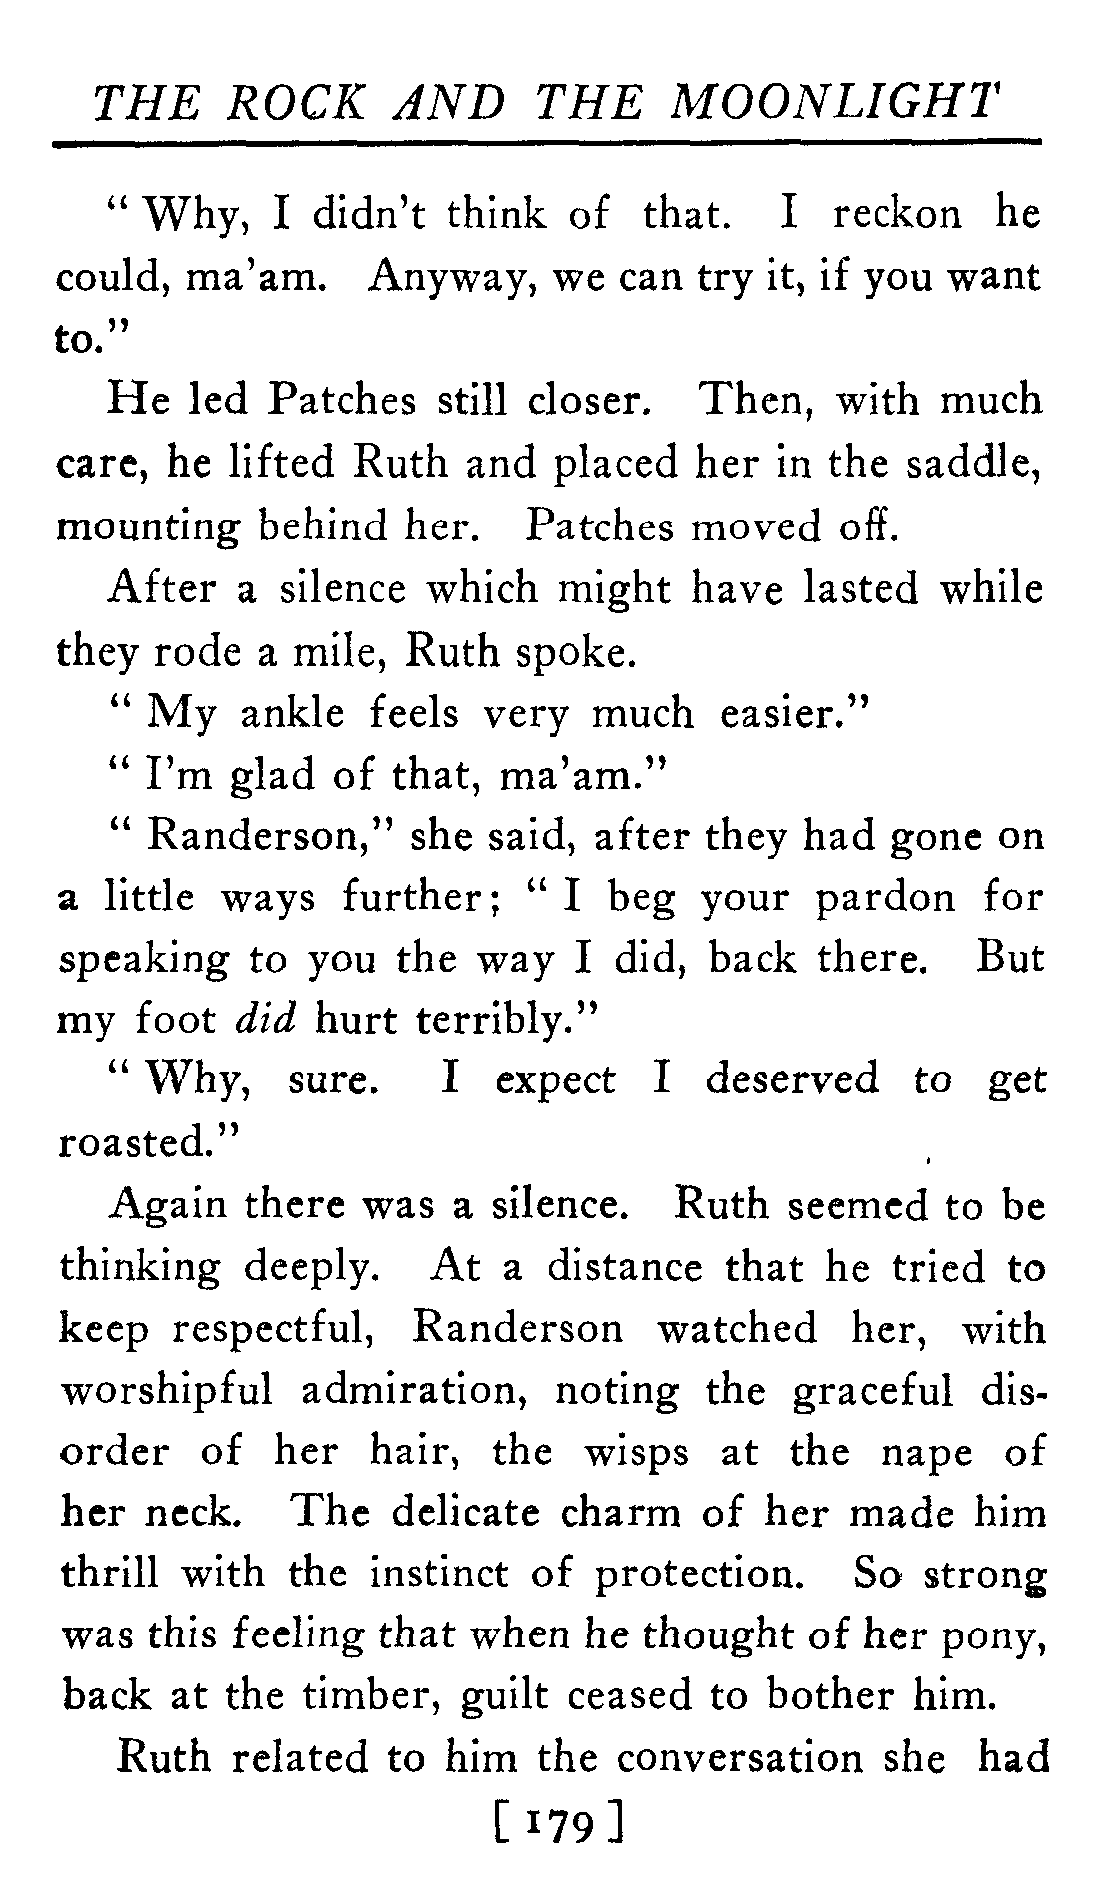 THE ROCK AND THE MOONLIGHT
“ Why, I didn't think of that. I reckon he
could, ma'am. Anyway, we can try it, if you want
to.”
He led Patches still closer. Then, with much
care, he lifted Ruth and placed her in the saddle,
mounting behind her. Patches moved off.
After a silence which might have lasted while
they rode a mile, Ruth spoke.
“ My ankle feels very much easier.”
“ I'm glad of that, ma'am.”
“ Randerson,” she said, after they had gone on
a little ways further; “ I beg your pardon for
speaking to you the way I did, back there. But
my foot did hurt terribly.”
“ Why, sure. I expect I deserved to get
roasted.”
Again there was a silence. Ruth seemed to be
thinking deeply. At a distance that he tried to
keep respectful, Randerson watched her, with
worshipful admiration, noting the graceful dis-
order of her hair, the wisps at the nape of
her neck. The delicate charm of her made him
thrill with the instinct of protection. So strong
was this feeling that when he thought of her pony,
back at the timber, guilt ceased to bother him.
Ruth related to him the conversation she had
[ 179 ]